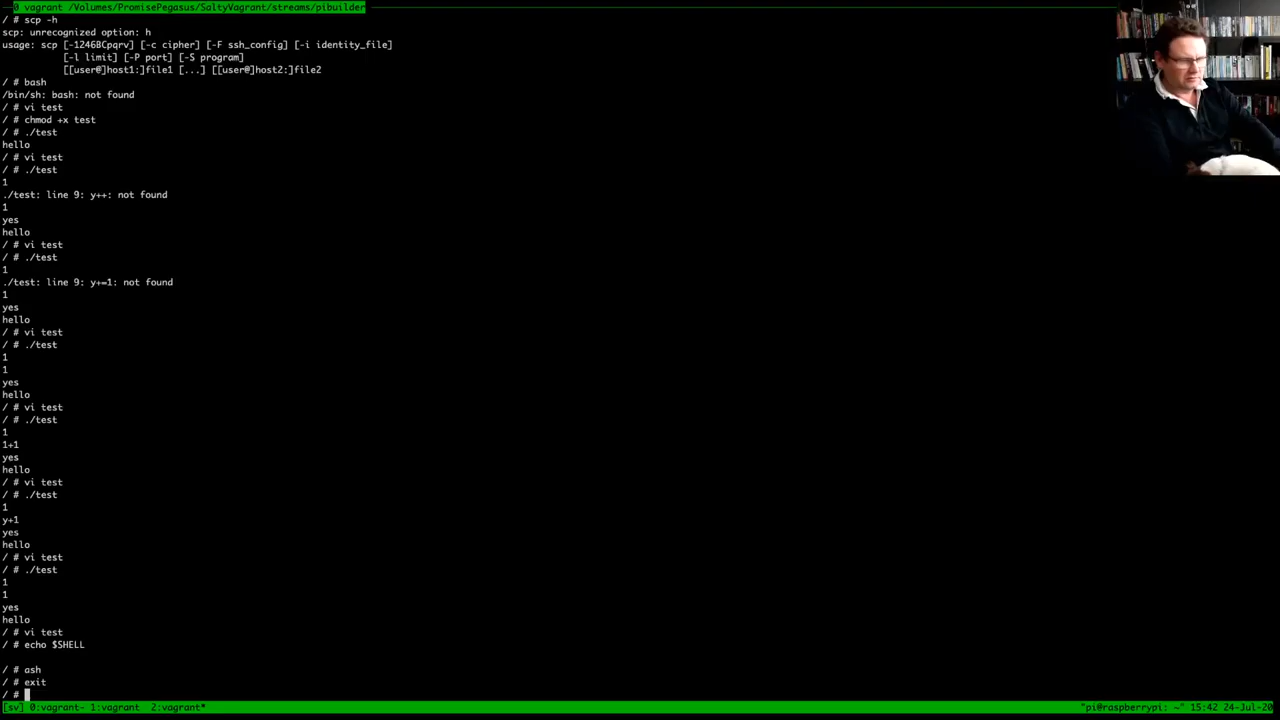 0 vagrant /Volumes/PromisePegasus/SaltyVagrant/streams/pibuilder
/ # scp -h
scp: unrecognized option: h
usage: scp [-1246BCpqrv] [-c cipher] [-F ssh_config] [-i identity_file]
[-l limit] [-P port] [-S program]
[[user@]host1:]file1 [...] [[user@]host2:]file2
/ # bash
/bin/sh: bash: not found
/ # vi test
/ # chmod +x test
/ # ./test
hello
/ # vi test
/ # ./test
1
./test: line 9: y++: not found
1
yes
hello
/ # vi test
/ # ./test
1
./test: line 9: y+=1: not found
1
yes
hello
/ # vi test
/ # ./test
1
1
yes
hello
/ # vi test
/ # ./test
1
1+1
yes
hello
/ # vi test
/ # ./test
1
y+1
yes
hello
/ # vi test
/ # ./test
1
1
yes
hello
/ # vi test
/ # echo $SHELL
/ # ash
/ # exit
/ #
[sv] 0:vagrant- 1:vagrant 2:vagrant* "pi@raspberrypi: ~" 15:42 24-Jul-20